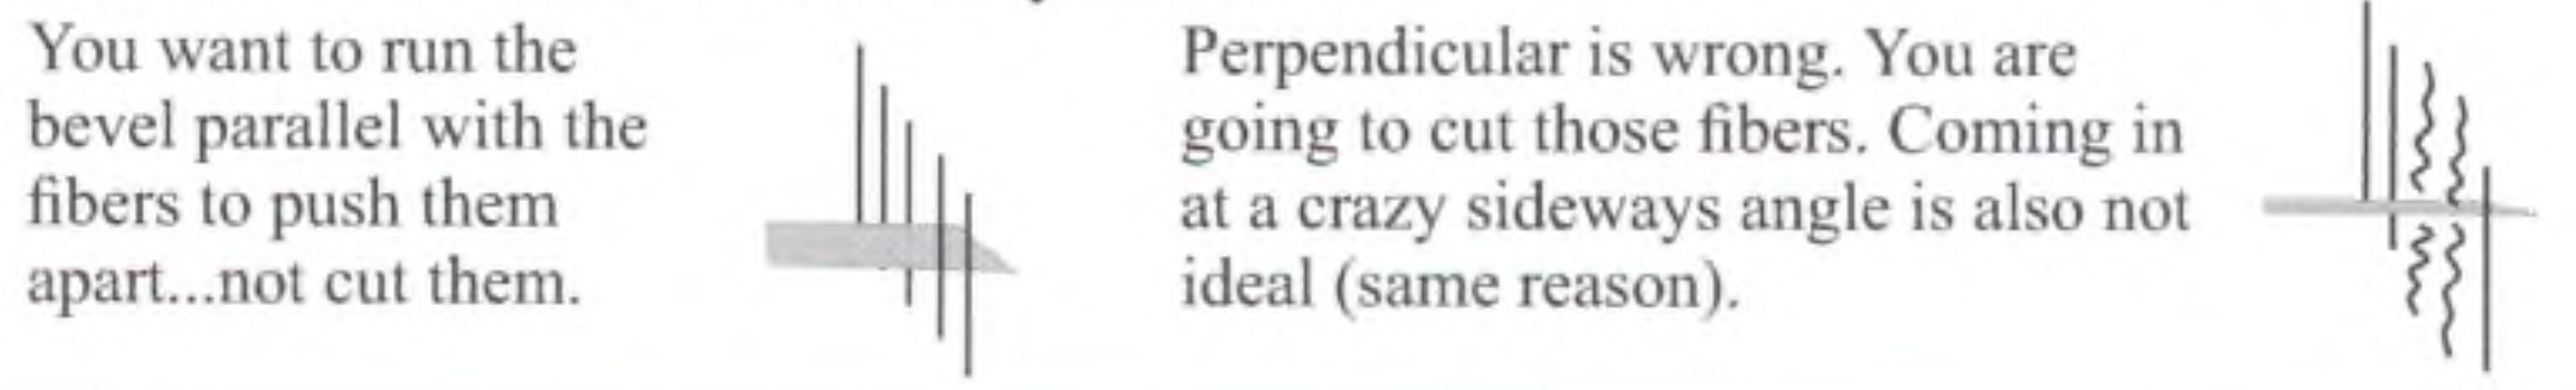 You want to run the
bevel parallel with the
fibers to push them
apart...not cut them.
Perpendicular is wrong. You are
going to cut those fibers. Coming in
at a crazy sideways angle is also not
ideal (same reason).